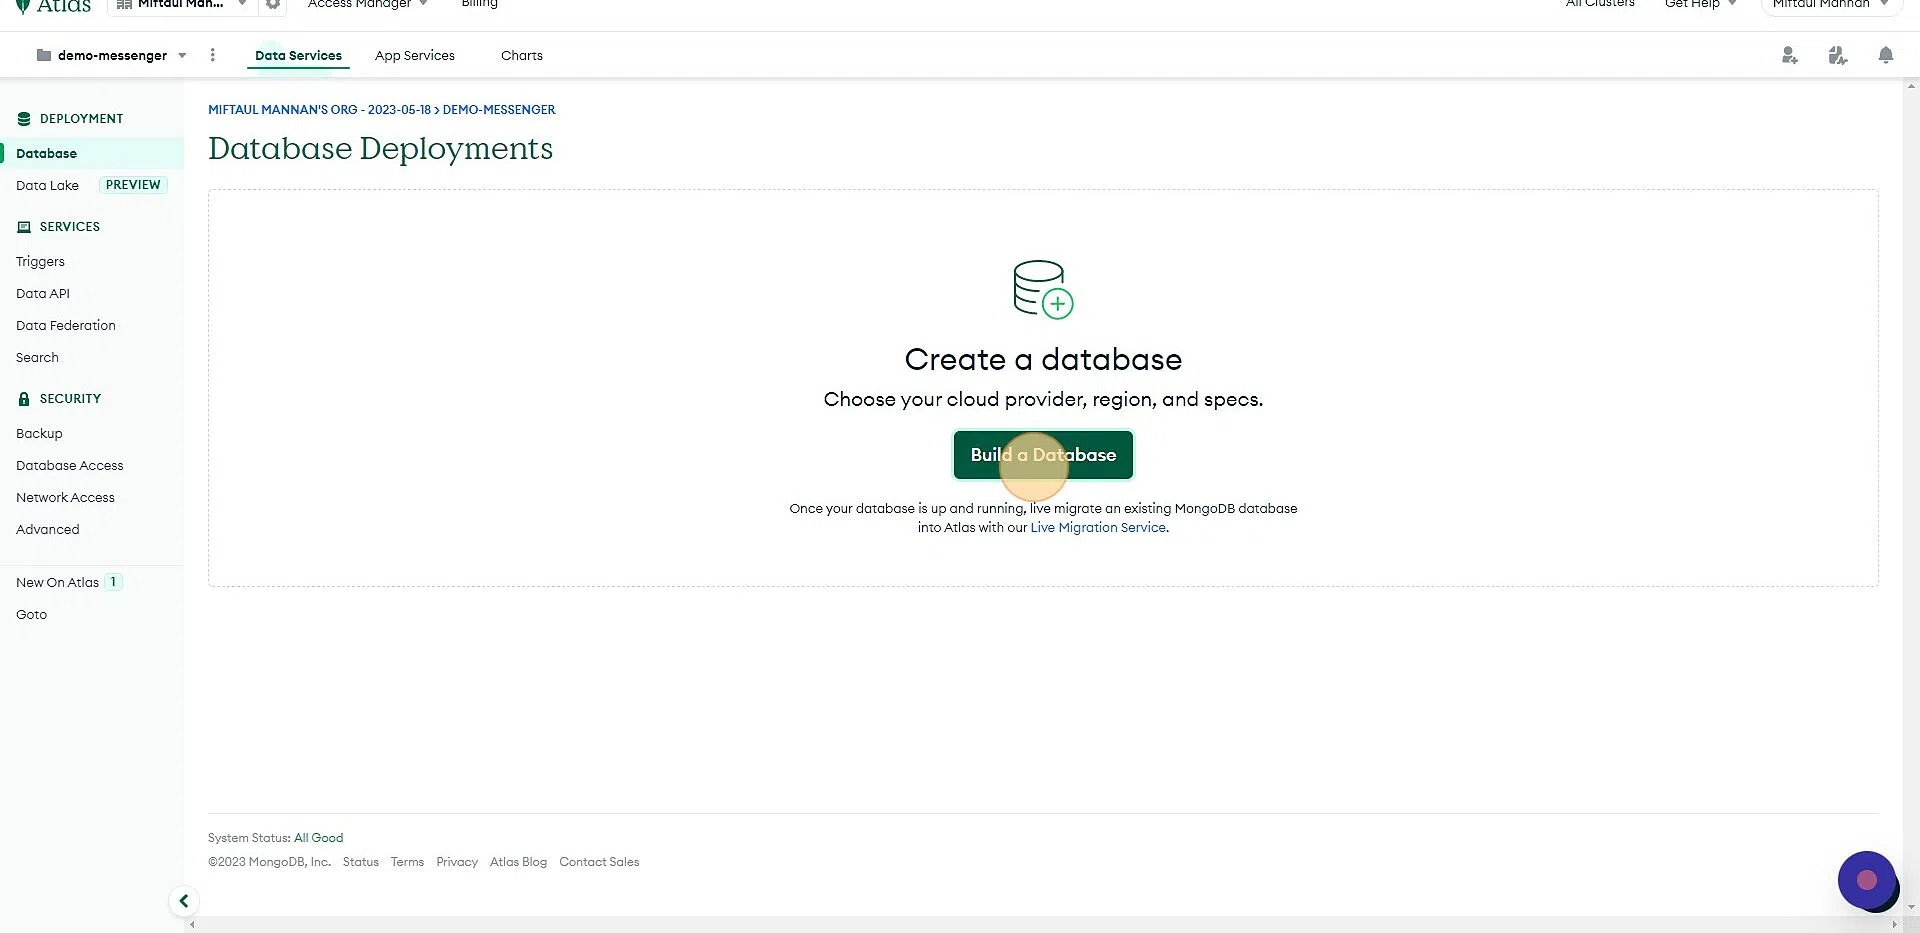 Atlas
Miftaul Man...
Access Manager
Billing
All Clusters
Get Help
Miftaul Mannan
demo-messenger
Data Services
App Services
Charts
MIFTAUL MANNAN'S ORG - 2023-05-18 > DEMO-MESSENGER
Database Deployments
DEPLOYMENT
Database
Data Lake PREVIEW
SERVICES
Triggers
Data API
Data Federation
Search
SECURITY
Backup
Database Access
Network Access
Advanced
New On Atlas 1
Goto
Create a database
Choose your cloud provider, region, and specs.
Build a Database
Once your database is up and running, live migrate an existing MongoDB database
into Atlas with our Live Migration Service.
System Status: All Good
©2023 MongoDB, Inc. Status Terms Privacy Atlas Blog Contact Sales